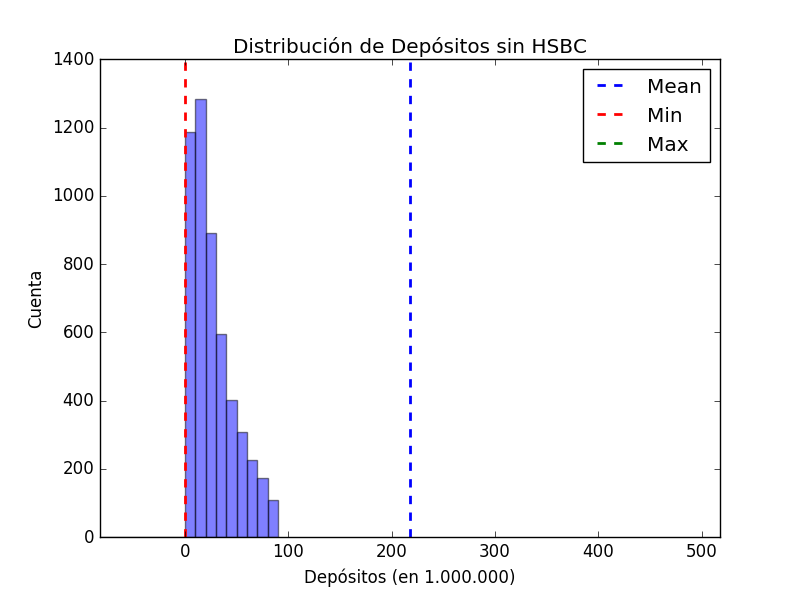 Distribución de Depósitos sin HSBC
1400
1200
1000
800
600
400
200
0
Cuenta
Mean
Min
Max
0 100 200 300 400 500
Depósitos (en 1.000.000)